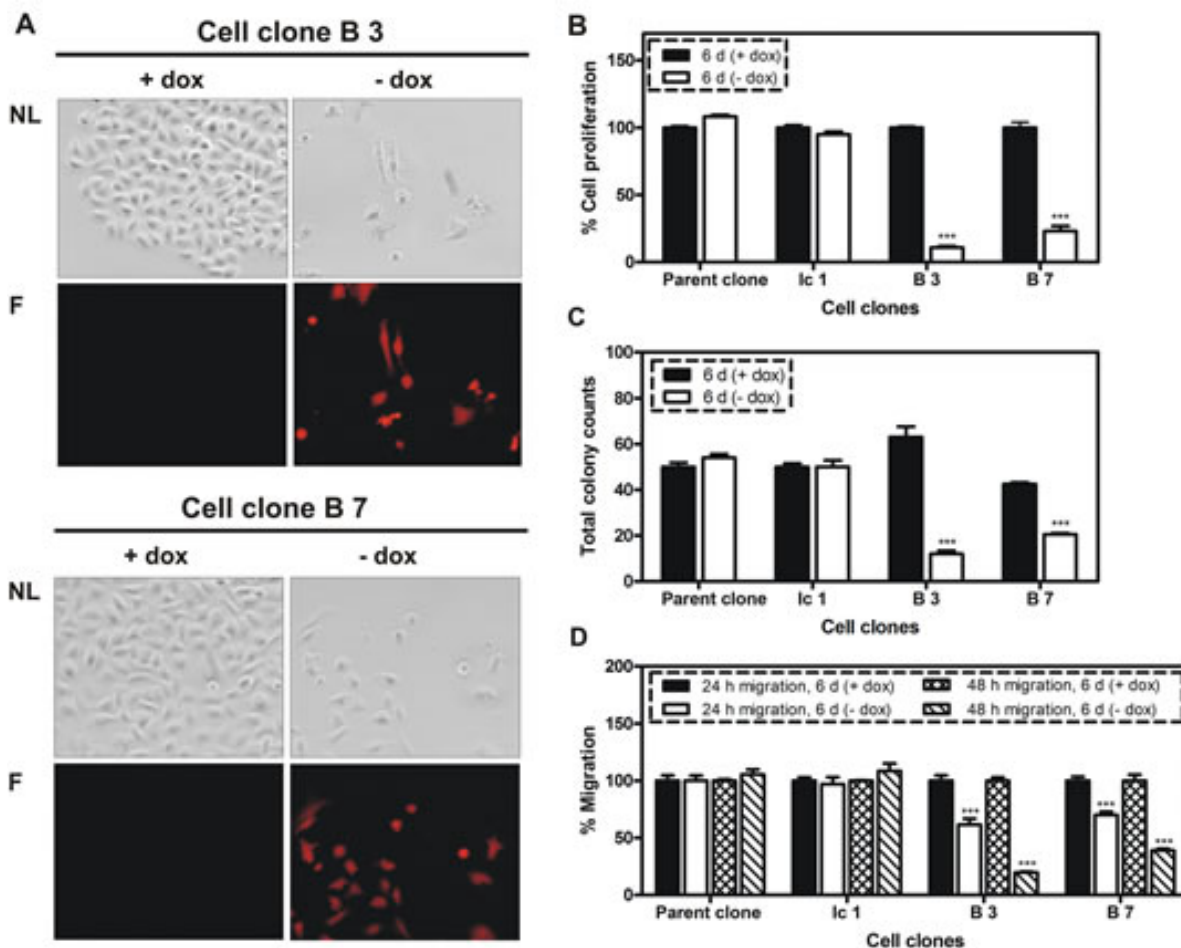 A
Cell clone B 3
+ dox - dox
NL
F
Cell clone B 7
+ dox - dox
NL
F
B
6 d (+ dox)
6 d (- dox)
% Cell proliferation
150
100
50
0
Parent clone Ic 1 B 3 B 7
*** ***
Cell clones
C
6 d (+ dox)
6 d (- dox)
Total colony counts
100
80
60
40
20
0
*** ***
Parent clone Ic 1 B 3 B 7
Cell clones
D
24 h migration, 6 d (+ dox) 48 h migration, 6 d (+ dox)
24 h migration, 6 d (- dox) 48 h migration, 6 d (- dox)
% Migration
200
150
100
50
0
*** *** *** ***
Parent clone Ic 1 B 3 B 7
Cell clones